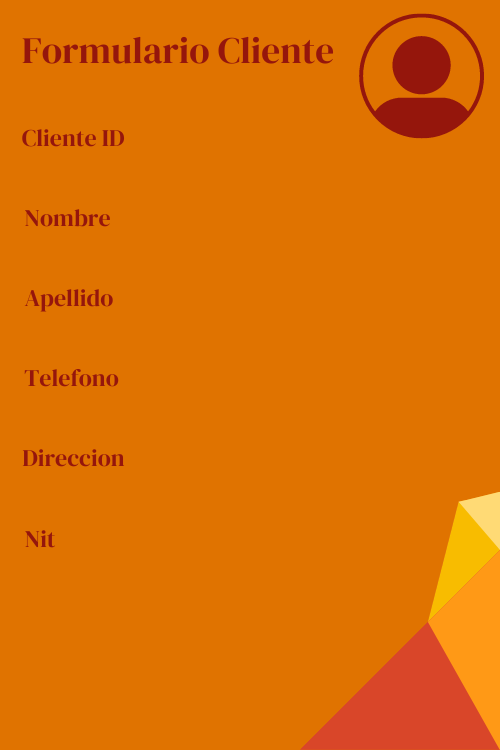 Formulario Cliente
Cliente ID
Nombre
Apellido
Telefono
Direccion
Nit